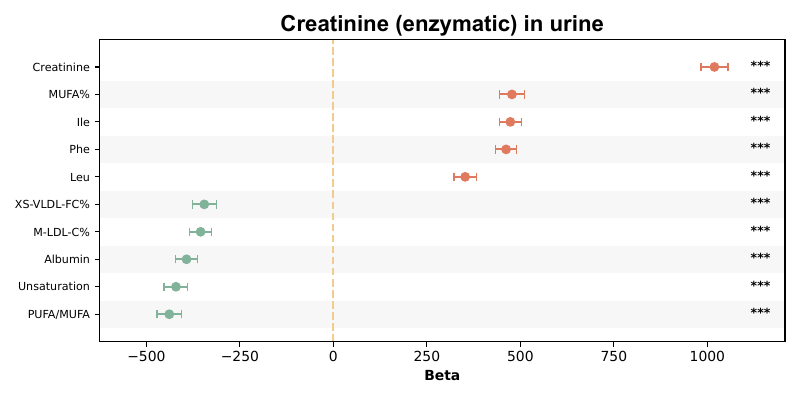 Creatinine (enzymatic) in urine
Creatinine ***
MUFA% ***
Ile ***
Phe ***
Leu ***
XS-VLDL-FC% ***
M-LDL-C% ***
Albumin ***
Unsaturation ***
PUFA/MUFA ***
−500 −250 0 250 500 750 1000
Beta